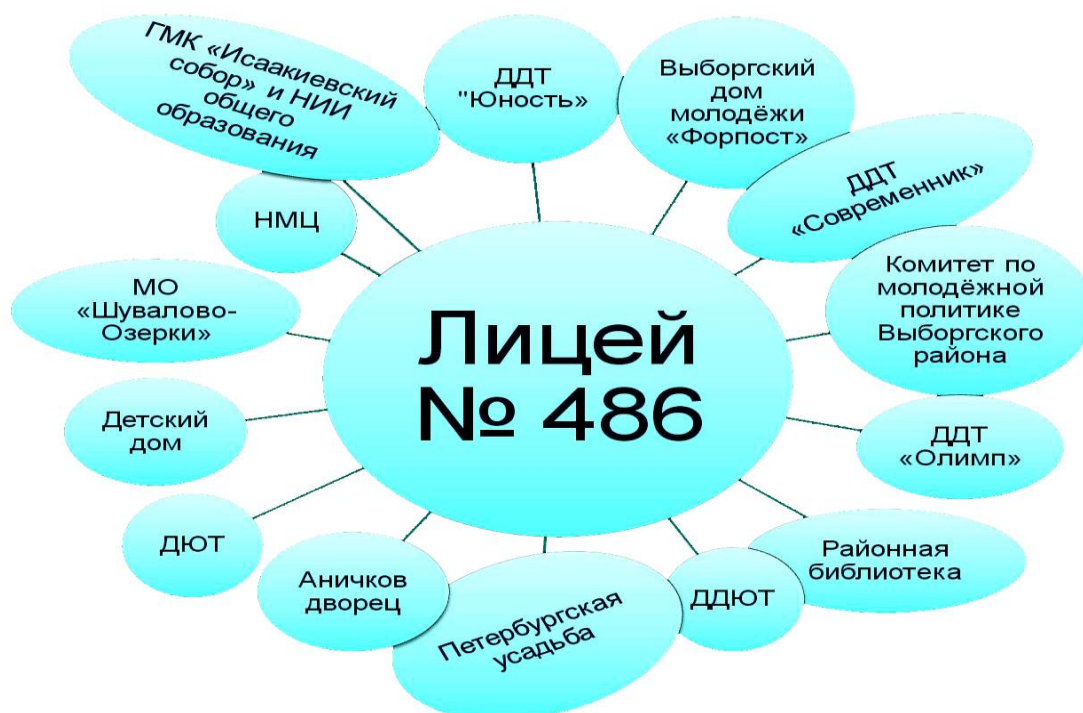 ГМК «Исаакиевский
собор» и НИИ
общего
образования
ДДТ
"Юность»
Выборгский
дом
молодёжи
«Форпост»
ДДТ
«Современник»
Комитет по
молодёжной
политике
Выборгского
района
ДДТ
«Олимп»
Районная
библиотека
ДДЮТ
Петербургская
усадьба
Аничков
дворец
ДЮТ
Детский
дом
МО
«Шувалово-
Озерки»
НМЦ
Лицей
№ 486